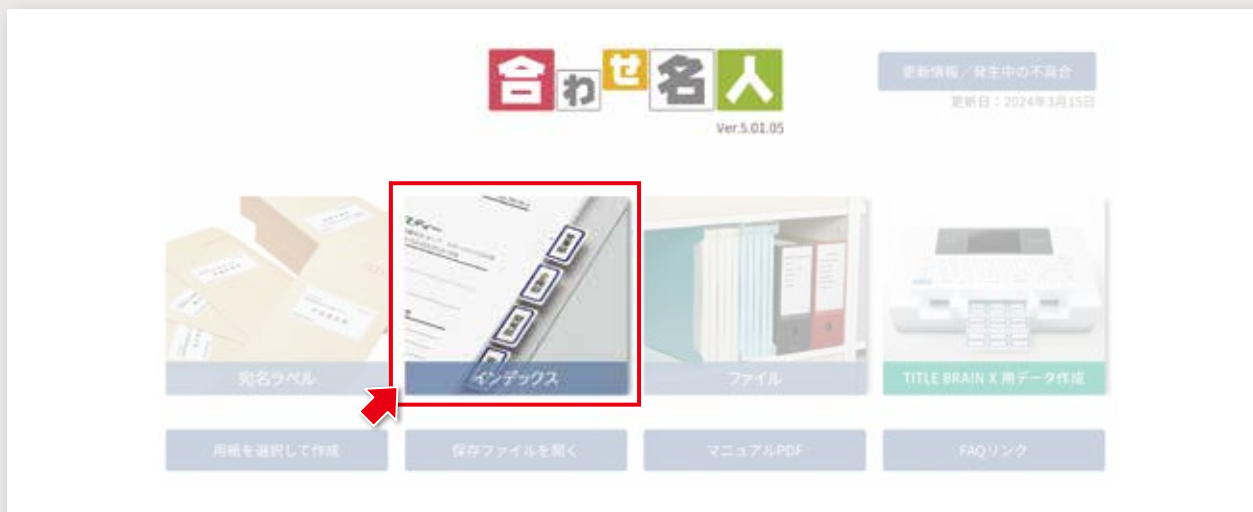 合わせ名人
Ver.5.01.05
更新情報／発生中の不具合
更新日：2024年3月15日
宛名ラベル
インデックス
ファイル
TITLE BRAIN X 用データ作成
用紙を選択して作成
保存ファイルを開く
マニュアルPDF
FAQリンク